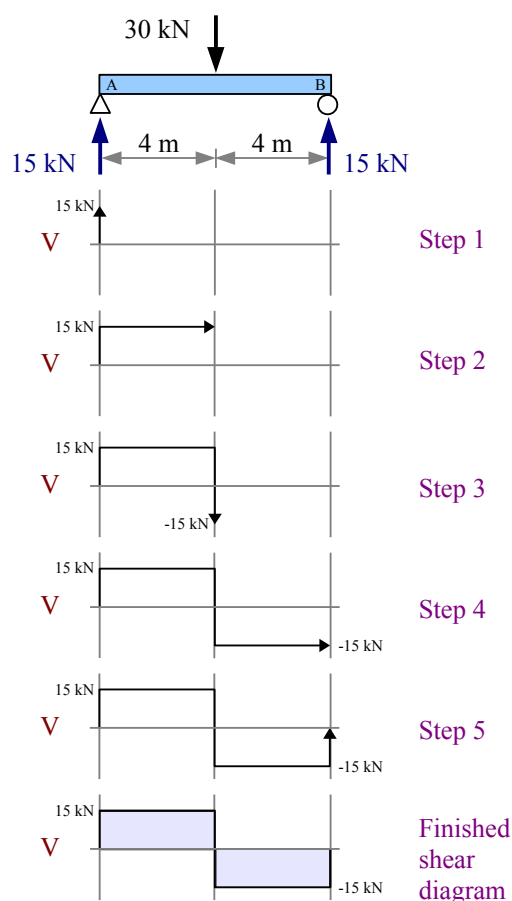 30 kN
A
B
4 m
4 m
15 kN
15 kN
15 kN
V
Step 1
15 kN
V
Step 2
15 kN
V
-15 kN
Step 3
15 kN
V
-15 kN
Step 4
15 kN
V
-15 kN
Step 5
15 kN
V
-15 kN
Finished
shear
diagram